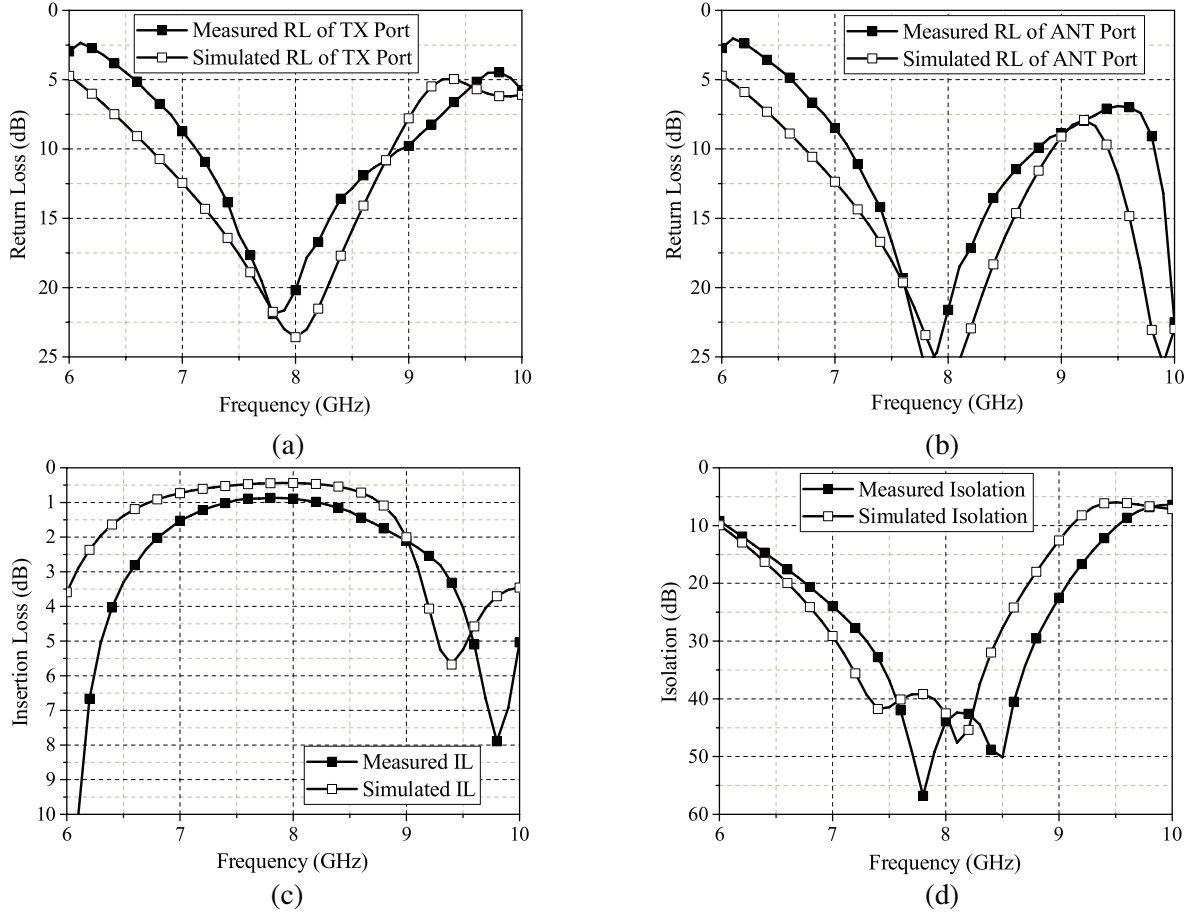 0
5
10
15
20
25
Return Loss (dB)
Measured RL of TX Port
Simulated RL of TX Port
6
7
8
9
10
Frequency (GHz)
(a)
0
5
10
15
20
25
Return Loss (dB)
Measured RL of ANT Port
Simulated RL of ANT Port
6
7
8
9
10
Frequency (GHz)
(b)
0
1
2
3
4
5
6
7
8
9
10
Insertion Loss (dB)
Measured IL
Simulated IL
6
7
8
9
10
Frequency (GHz)
(c)
0
10
20
30
40
50
60
Isolation (dB)
Measured Isolation
Simulated Isolation
6
7
8
9
10
Frequency (GHz)
(d)